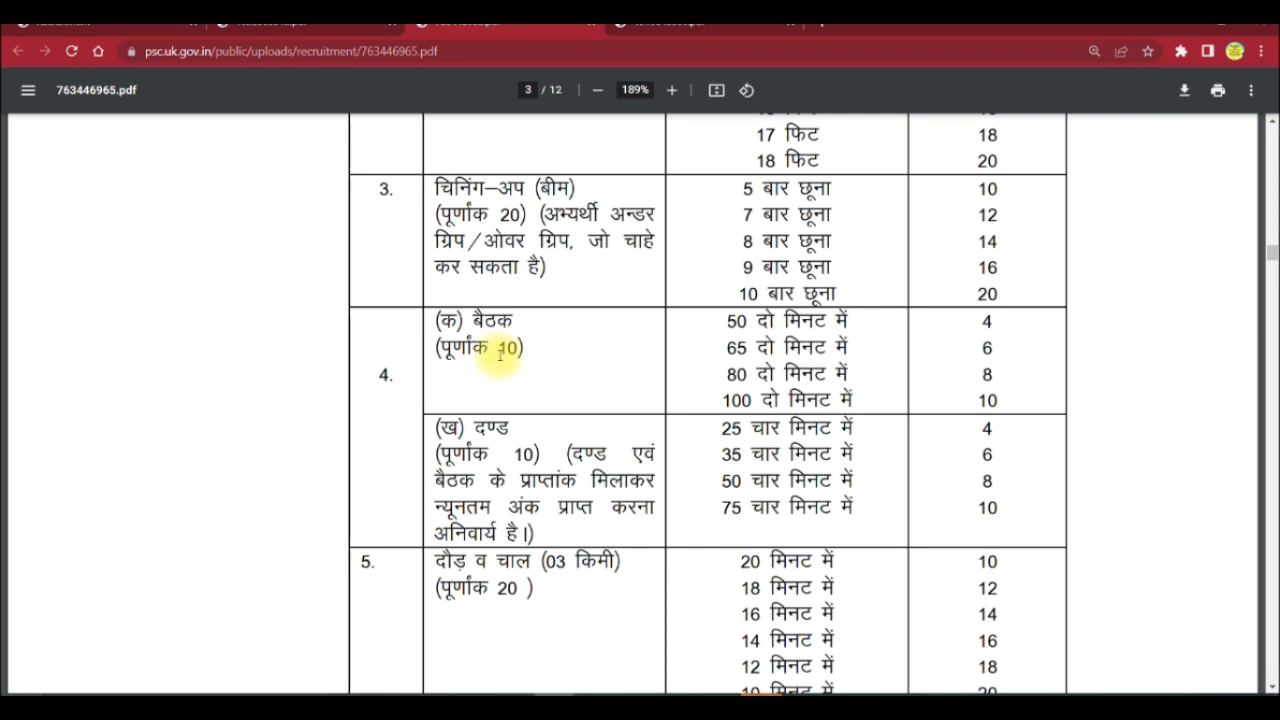 psc.uk.gov.in/public/uploads/recruitment/763446965.pdf
763446965.pdf
3 / 12
189%
17 फिट 18
18 फिट 20
3. चिनिंग–अप (बीम) 5 बार छूना 10
(पूर्णांक 20) (अभ्यर्थी अन्डर 7 बार छूना 12
ग्रिप/ओवर ग्रिप, जो चाहे 8 बार छूना 14
कर सकता है) 9 बार छूना 16
10 बार छूना 20
(क) बैठक 50 दो मिनट में 4
(पूर्णांक 10) 65 दो मिनट में 6
4. 80 दो मिनट में 8
100 दो मिनट में 10
(ख) दण्ड 25 चार मिनट में 4
(पूर्णांक 10) (दण्ड एवं 35 चार मिनट में 6
बैठक के प्राप्तांक मिलाकर 50 चार मिनट में 8
न्यूनतम अंक प्राप्त करना 75 चार मिनट में 10
अनिवार्य है।)
5. दौड़ व चाल (03 किमी) 20 मिनट में 10
(पूर्णांक 20 ) 18 मिनट में 12
16 मिनट में 14
14 मिनट में 16
12 मिनट में 18
10 मिनट में 20